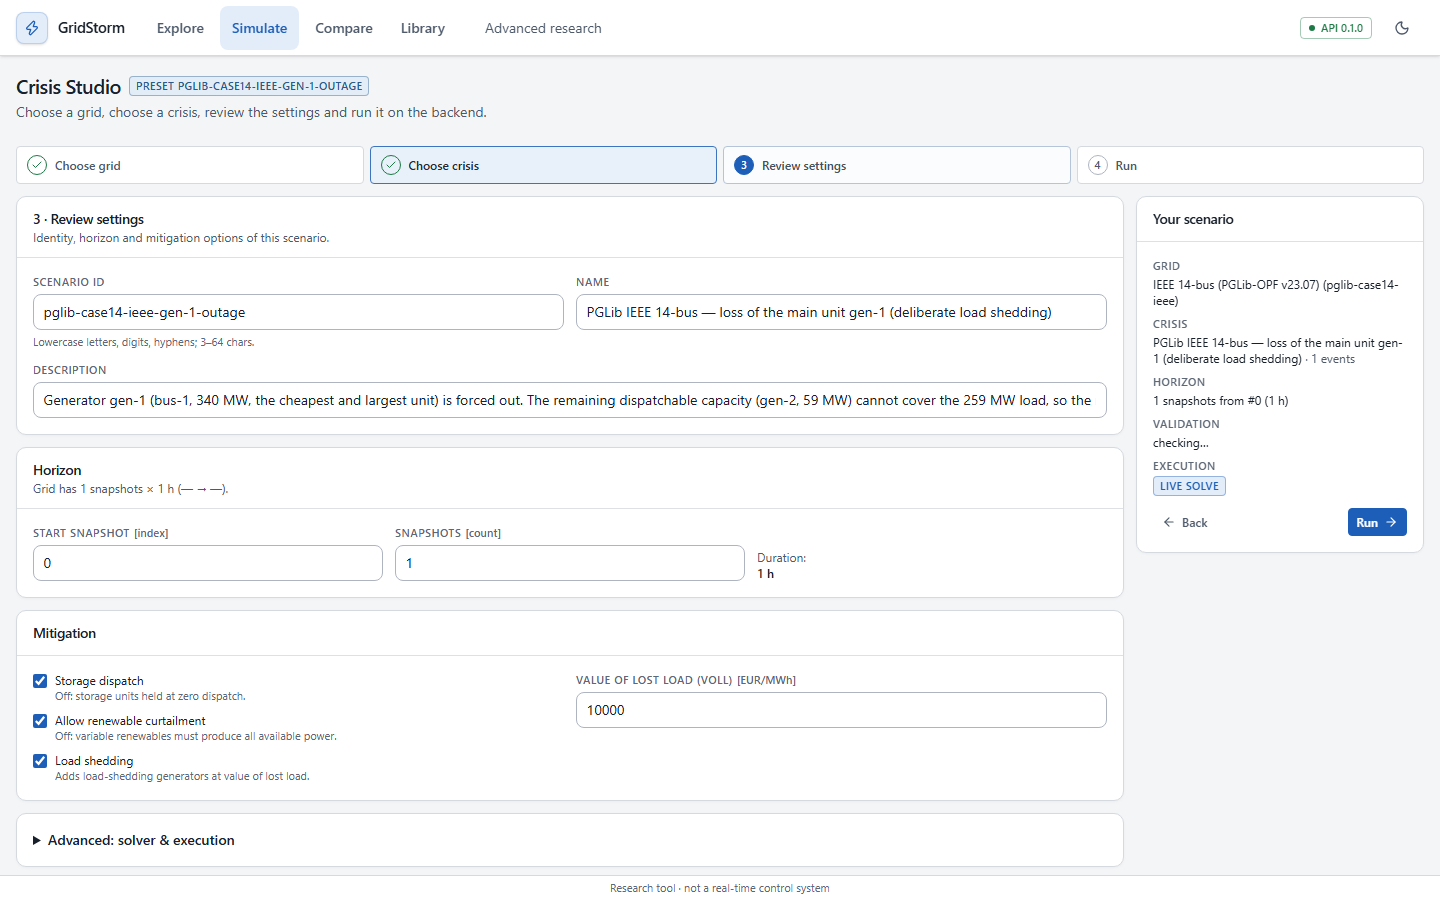 GridStorm
Explore
Simulate
Compare
Library
Advanced research
API 0.1.0
Crisis Studio
PRESET PGLIB-CASE14-IEEE-GEN-1-OUTAGE
Choose a grid, choose a crisis, review the settings and run it on the backend.
Choose grid
Choose crisis
3 Review settings
4 Run
3 · Review settings
Identity, horizon and mitigation options of this scenario.
SCENARIO ID
pglib-case14-ieee-gen-1-outage
Lowercase letters, digits, hyphens; 3–64 chars.
NAME
PGLib IEEE 14-bus — loss of the main unit gen-1 (deliberate load shedding)
DESCRIPTION
Generator gen-1 (bus-1, 340 MW, the cheapest and largest unit) is forced out. The remaining dispatchable capacity (gen-2, 59 MW) cannot cover the 259 MW load, so the
Horizon
Grid has 1 snapshots × 1 h (— → —).
START SNAPSHOT [index]
0
SNAPSHOTS [count]
1
Duration:
1 h
Mitigation
Storage dispatch
Off: storage units held at zero dispatch.
Allow renewable curtailment
Off: variable renewables must produce all available power.
Load shedding
Adds load-shedding generators at value of lost load.
VALUE OF LOST LOAD (VOLL) [EUR/MWh]
10000
Advanced: solver & execution
Your scenario
GRID
IEEE 14-bus (PGLib-OPF v23.07) (pglib-case14-
ieee)
CRISIS
PGLib IEEE 14-bus — loss of the main unit gen-
1 (deliberate load shedding) · 1 events
HORIZON
1 snapshots from #0 (1 h)
VALIDATION
checking…
EXECUTION
LIVE SOLVE
← Back
Run →
Research tool · not a real-time control system